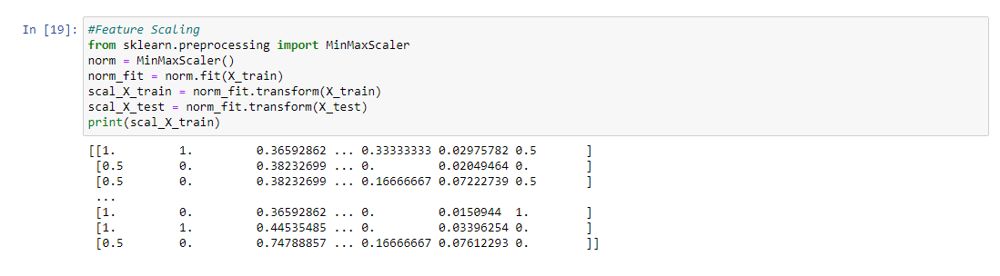 In [19]: #Feature Scaling
from sklearn.preprocessing import MinMaxScaler
norm = MinMaxScaler()
norm_fit = norm.fit(X_train)
scal_X_train = norm_fit.transform(X_train)
scal_X_test = norm_fit.transform(X_test)
print(scal_X_train)
[[1.         1.         0.36592862 ... 0.33333333 0.02975782 0.5       ]
 [0.5        0.         0.38232699 ... 0.         0.02049464 0.        ]
 [0.5        0.         0.38232699 ... 0.16666667 0.07222739 0.5       ]
 ...
 [1.         0.         0.36592862 ... 0.         0.0150944  1.        ]
 [1.         1.         0.44535485 ... 0.         0.03396254 0.        ]
 [0.5        0.         0.74788857 ... 0.16666667 0.07612293 0.        ]]